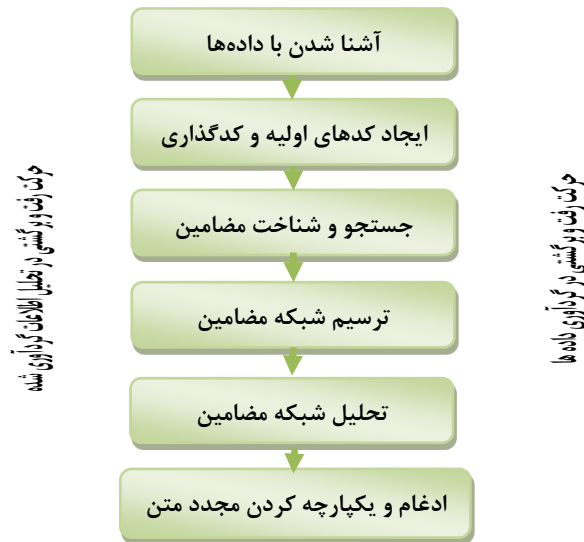 آشنا شدن با داده‌ها
ایجاد کدهای اولیه و کدگذاری
جستجو و شناخت مضامین
ترسیم شبکه مضامین
تحلیل شبکه مضامین
ادغام و یکپارچه کردن مجدد متن
حرکت رفت و برگشتی در گردآوری داده ها
حرکت رفت و برگشتی در تحلیل اطلاعات گردآوری شده